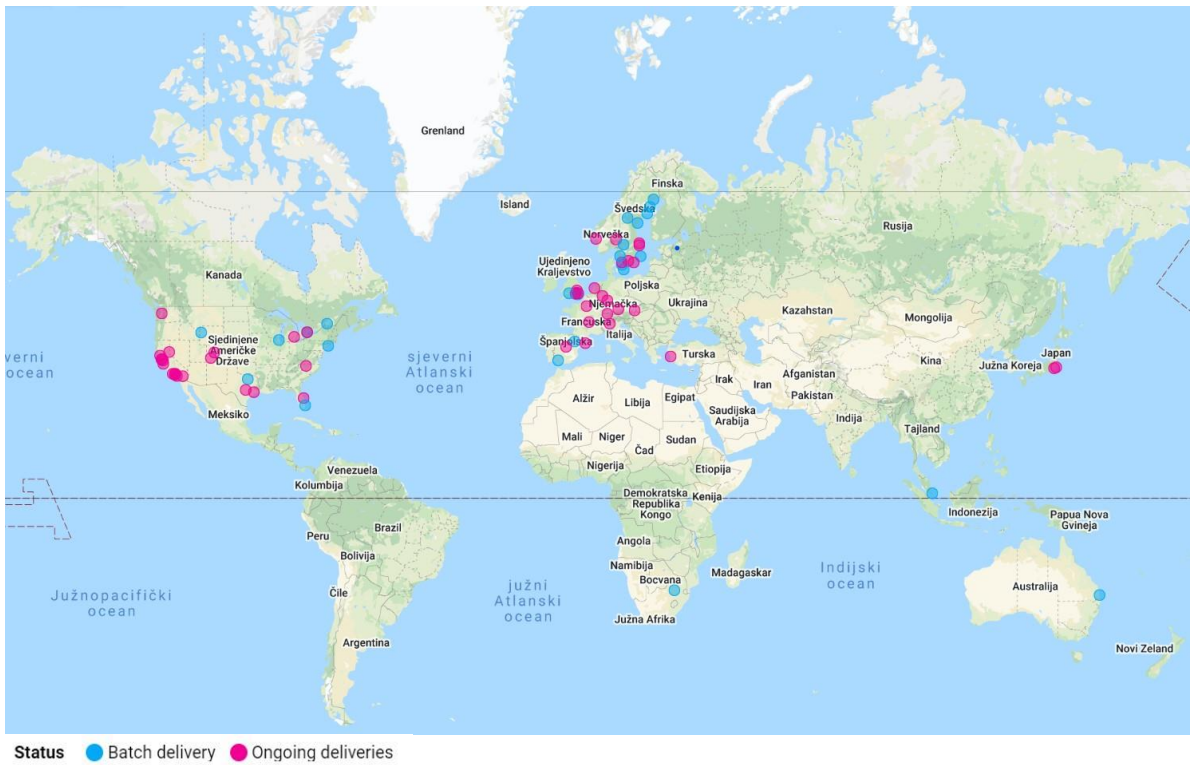 Grenland
Finska
Island
Švedska
Rusija
Norveška
Kanada
Ujedinjeno
Kraljevstvo
Poljska
Njemačka
Ukrajina
Kazahstan
Mongolija
Francuska
Italija
Sjedinjene
Američke
Države
Španjolska
verni
ocean
sjeverni
Atlanski
ocean
Turska
Kina
Japan
Južna Koreja
Irak
Iran
Afganistan
Pakistan
Alžir
Libija
Egipat
Saudijska
Arabija
Indija
Meksiko
Tajland
Mali
Niger
Čad
Sudan
Nigerija
Etiopija
Venezuela
Kolumbija
Demokratska
Republika
Kongo
Kenija
Indonezija
Papua Nova
Gvineja
Peru
Brazil
Angola
Bolivija
Namibija
Bocvana
Madagaskar
Indijski
ocean
Australija
Južnopacifički
ocean
Čile
južni
Atlanski
ocean
Južna Afrika
Argentina
Novi Zeland
Status Batch delivery Ongoing deliveries